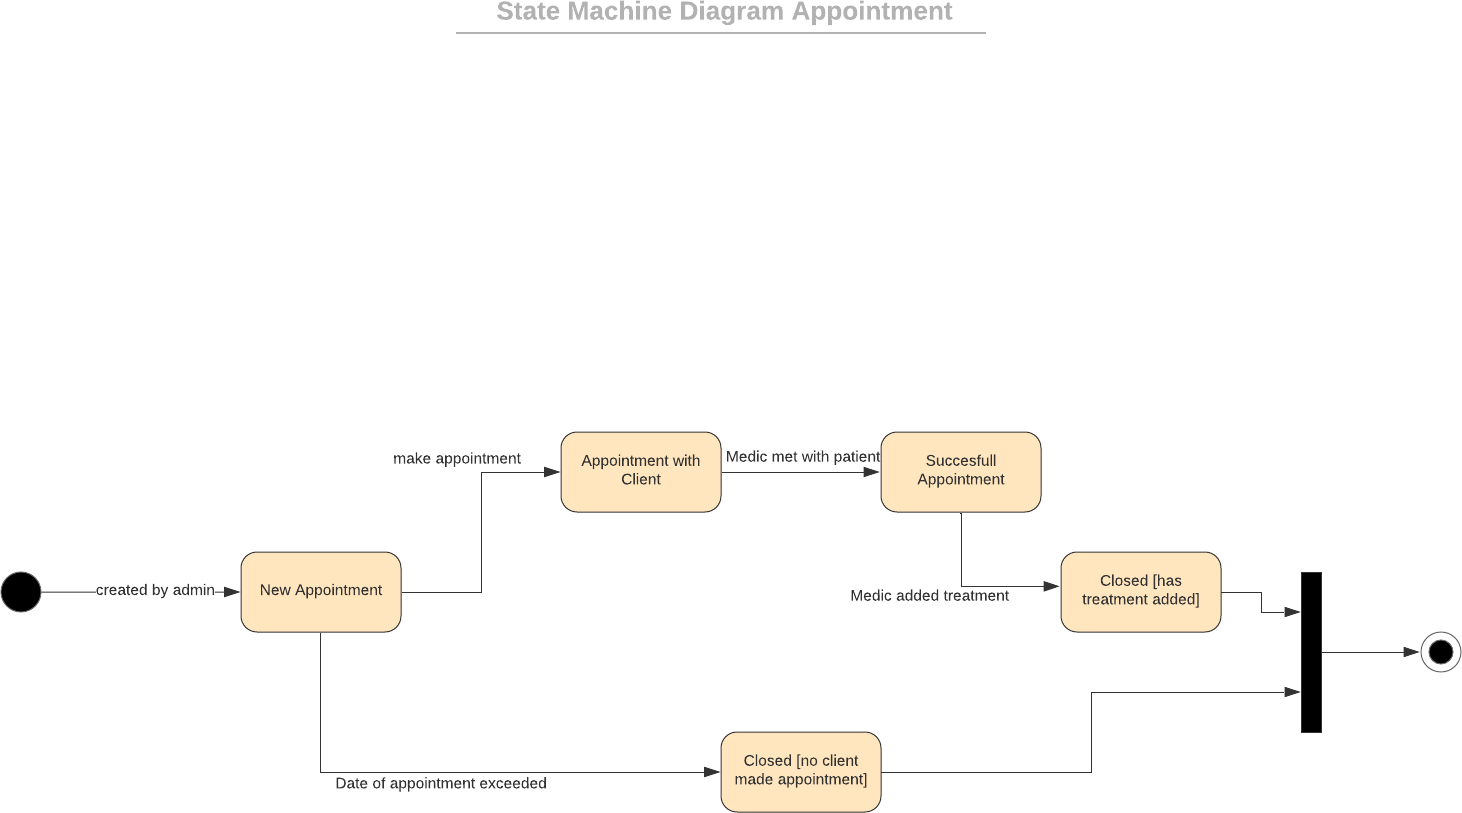 State Machine Diagram Appointment
make appointment
Appointment with
Client
Medic met with patient
Succesfull
Appointment
created by admin
New Appointment
Medic added treatment
Closed [has
treatment added]
Date of appointment exceeded
Closed [no client
made appointment]